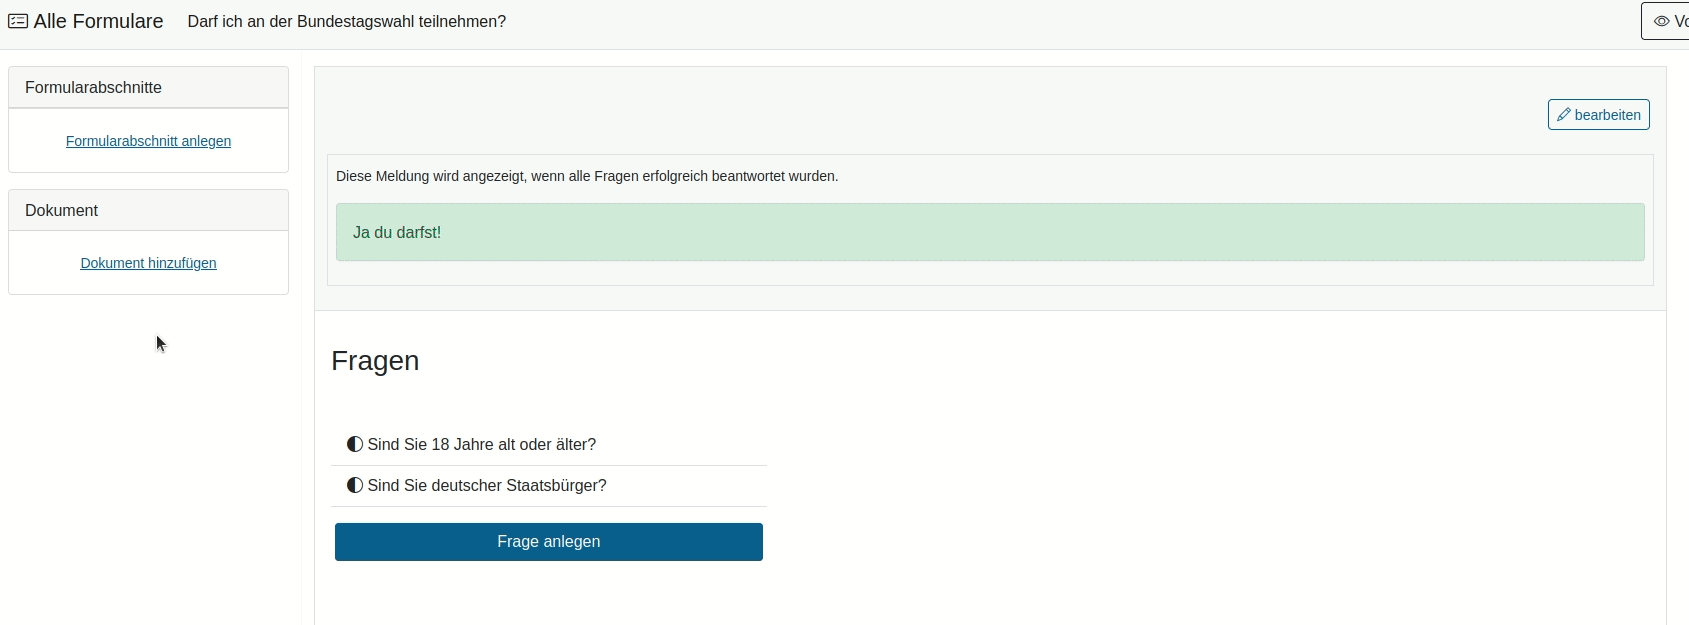 Alle Formulare Darf ich an der Bundestagswahl teilnehmen?
Vo
Formularabschnitte
Formularabschnitt anlegen
Dokument
Dokument hinzufügen
bearbeiten
Diese Meldung wird angezeigt, wenn alle Fragen erfolgreich beantwortet wurden.
Ja du darfst!
Fragen
Sind Sie 18 Jahre alt oder älter?
Sind Sie deutscher Staatsbürger?
Frage anlegen